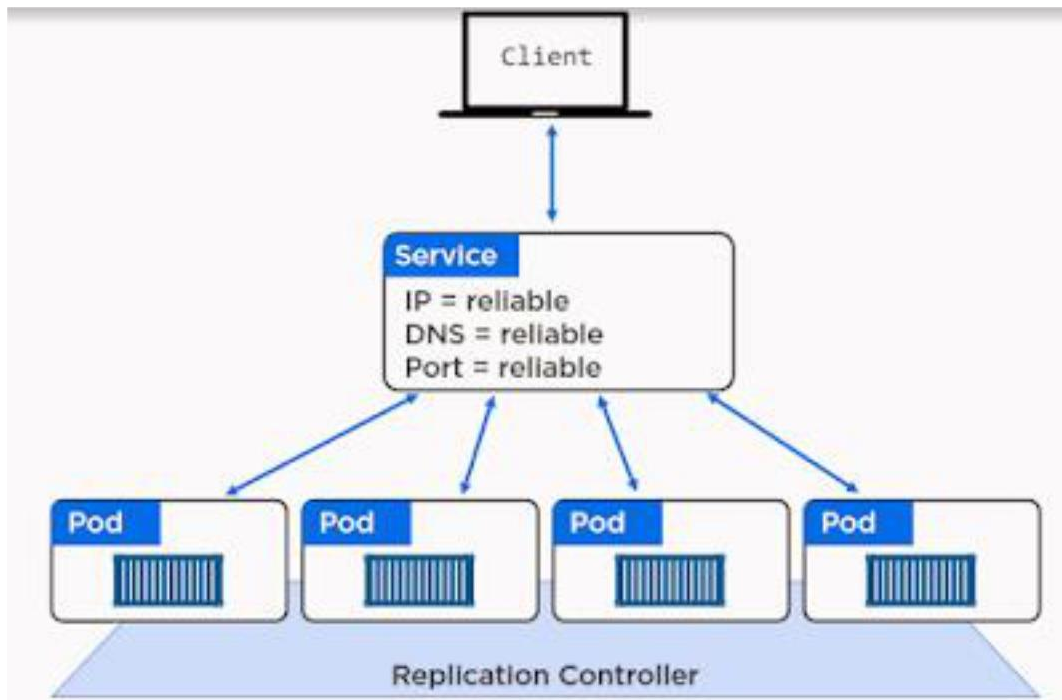 Client
Service
IP = reliable
DNS = reliable
Port = reliable
Pod
Pod
Pod
Pod
Replication Controller